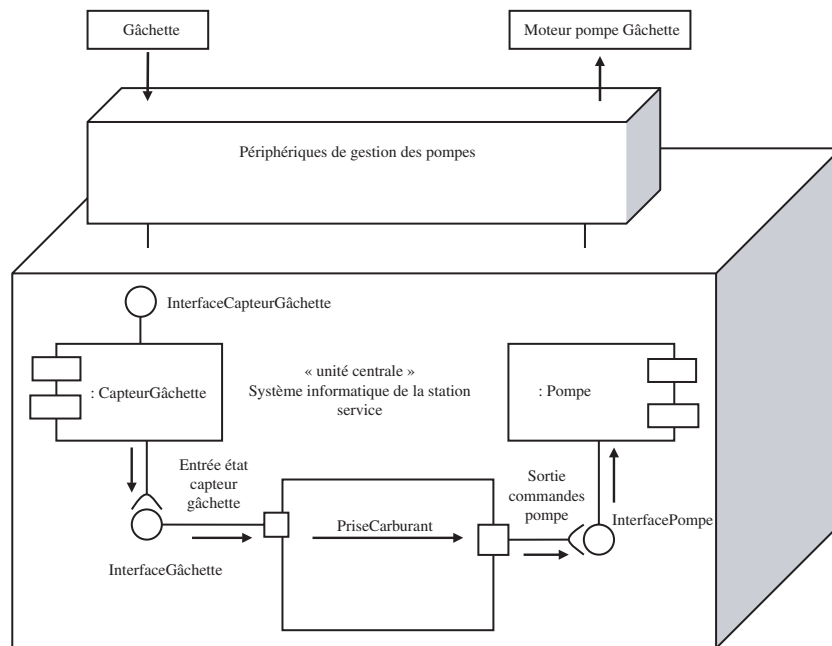 Gâchette
Moteur pompe Gâchette
Périphériques de gestion des pompes
InterfaceCapteurGâchette
: CapteurGâchette
« unité centrale »
Système informatique de la station
service
: Pompe
Entrée état
capteur
gâchette
Sortie
commandes
pompe
PriseCarburant
InterfacePompe
InterfaceGâchette